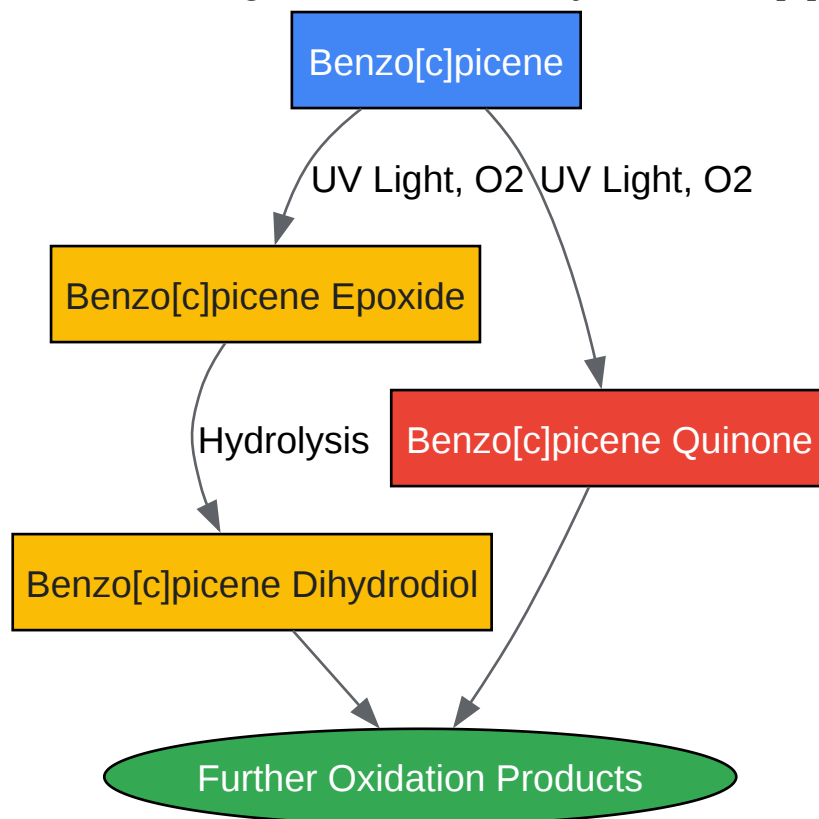 Benzo[c]picene
UV Light, O2 UV Light, O2
Benzo[c]picene Epoxide
Hydrolysis
Benzo[c]picene Quinone
Benzo[c]picene Dihydrodiol
Further Oxidation Products